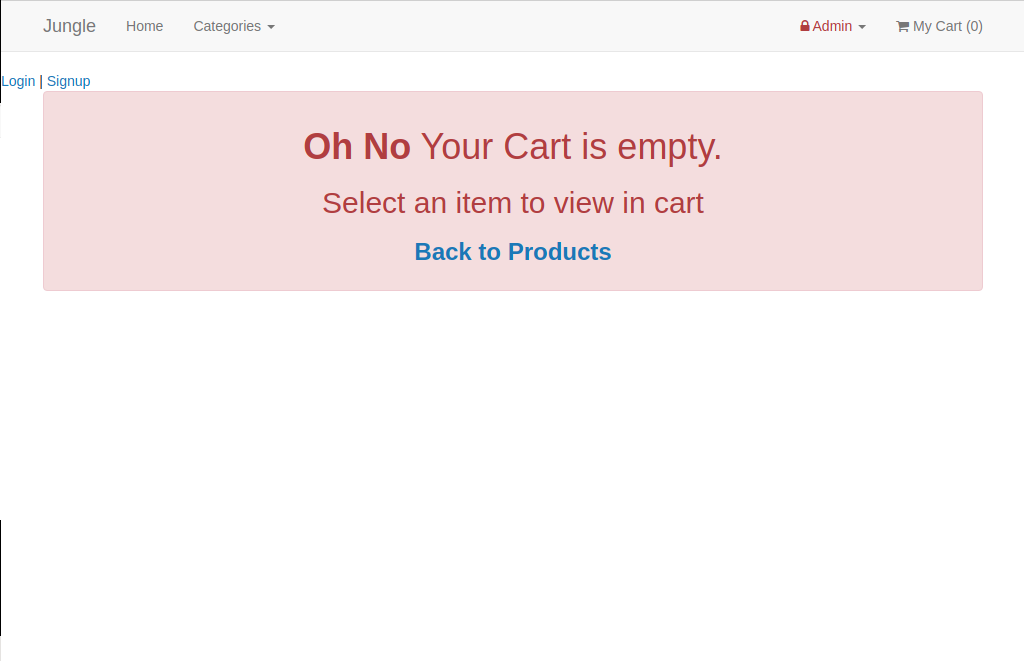 Jungle Home Categories Admin My Cart (0)
Login | Signup
Oh No Your Cart is empty.
Select an item to view in cart
Back to Products